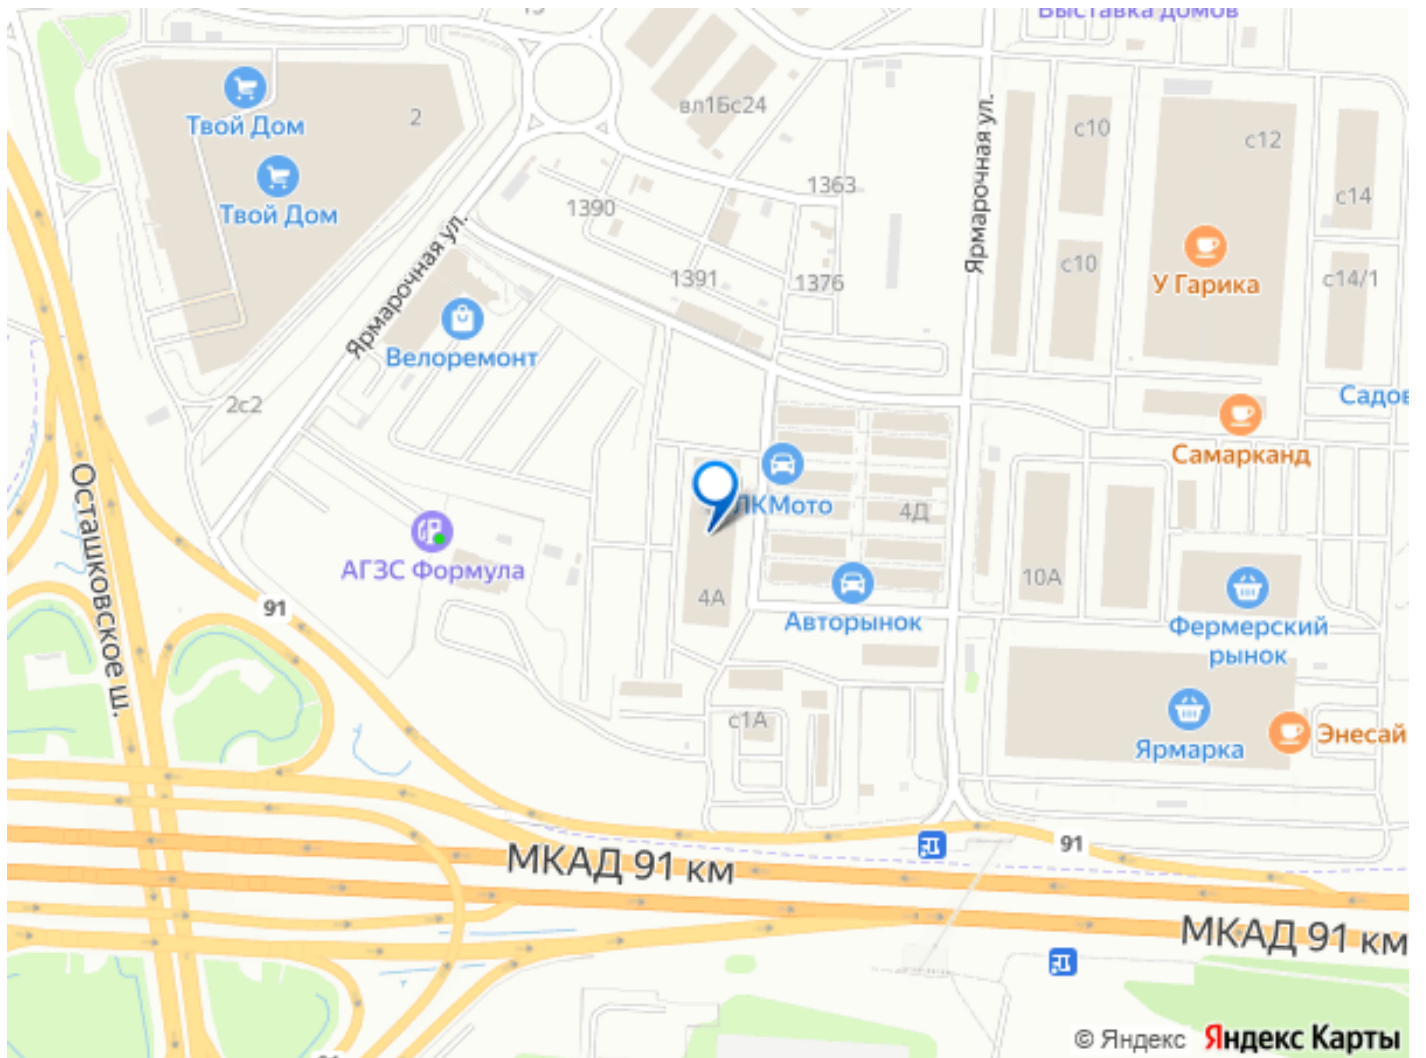 Выставка домов
Твой Дом
2
вл1Бс24
с10
с12
Твой Дом
1390
1363
Ярмарочная ул.
с14
Ярмарочная ул.
1391
1376
с10
У Гарика
с14/1
Велоремонт
2с2
Садов
Самарканд
Осташковское ш.
ЛКМото
4Д
АГЗС Формула
4А
10А
Авторынок
Фермерский
рынок
91
с1А
Ярмарка
Энесай
91
МКАД 91 км
МКАД 91 км
© Яндекс Яндекс Карты